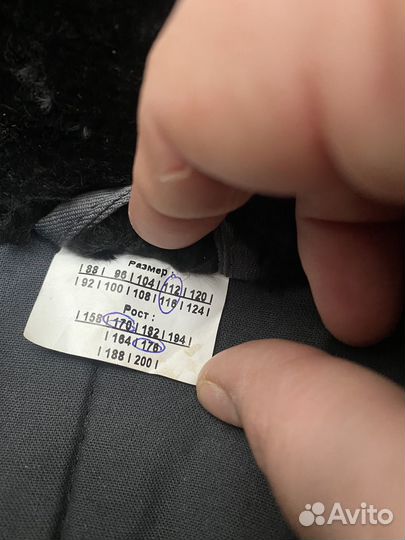 Размер
| 88 | 96 | 104 | 112 | 120 |
| 92 | 100 | 108 | 116 | 124 |
Рост :
| 158 | 170 | 182 | 194 |
| 164 | 176 |
| 188 | 200 |
Avito